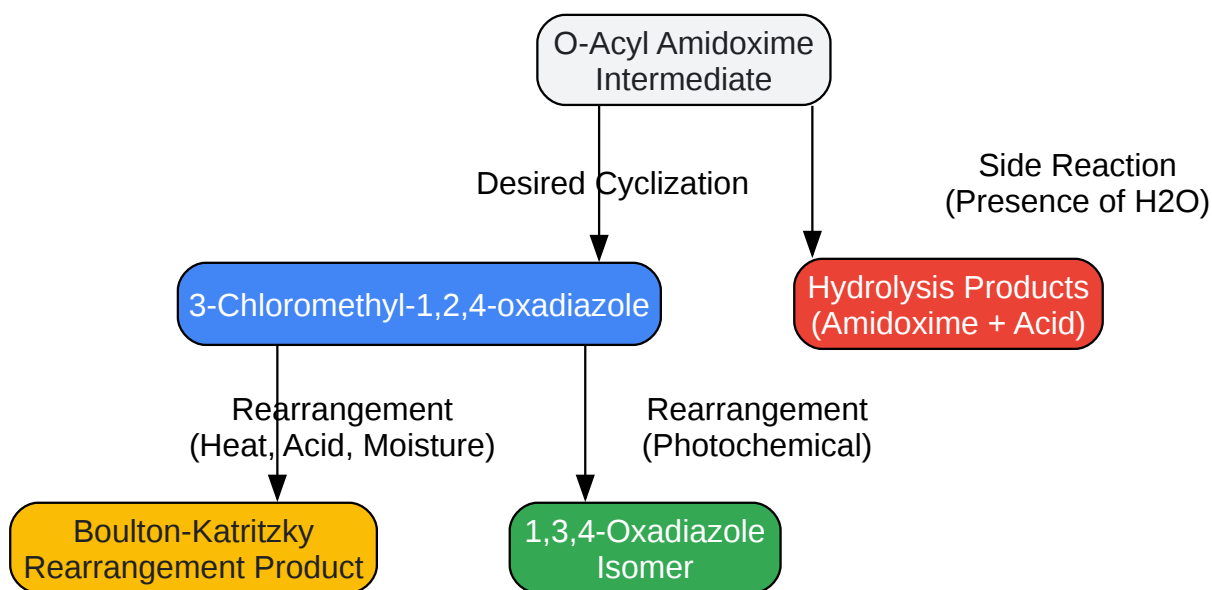 O-Acyl Amidoxime
Intermediate
Desired Cyclization
Side Reaction
(Presence of H2O)
3-Chloromethyl-1,2,4-oxadiazole
Hydrolysis Products
(Amidoxime + Acid)
Rearrangement
(Heat, Acid, Moisture)
Rearrangement
(Photochemical)
Boulton-Katritzky
Rearrangement Product
1,3,4-Oxadiazole
Isomer